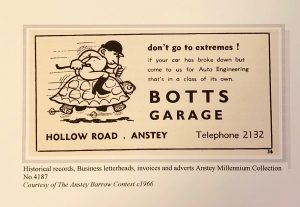 don't go to extremes !
if your car has broken down but
come to us for Auto Engineering
that's in a class of its own.
BOTTS
GARAGE
HOLLOW ROAD . ANSTEY
Telephone 2132
36
Historical records, Business letterheads, invoices and adverts Anstey Millennium Collection
No.4187
Courtesy of The Anstey Barrow Contest c1966